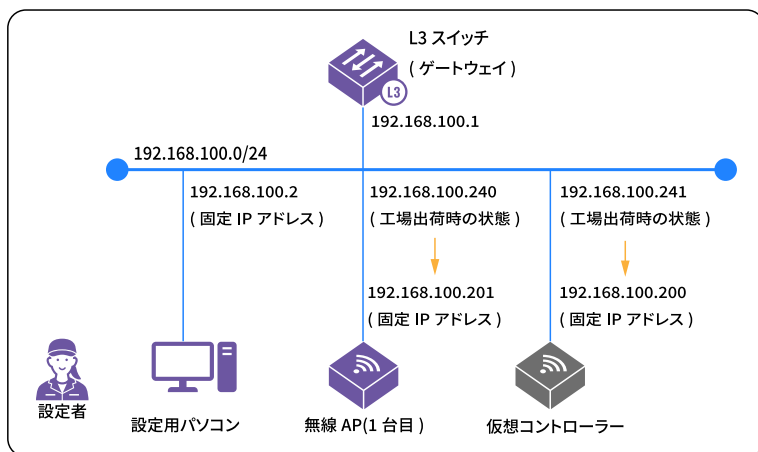 L3 スイッチ
( ゲートウェイ )
L3
192.168.100.1
192.168.100.0/24
192.168.100.2
( 固定 IP アドレス )
192.168.100.240
( 工場出荷時の状態 )
192.168.100.241
( 工場出荷時の状態 )
192.168.100.201
( 固定 IP アドレス )
192.168.100.200
( 固定 IP アドレス )
設定者
設定用パソコン
無線 AP(1 台目 )
仮想コントローラー